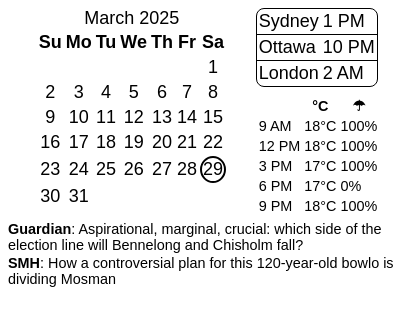 March 2025
Su Mo Tu We Th Fr Sa
1
2 3 4 5 6 7 8
9 10 11 12 13 14 15
16 17 18 19 20 21 22
23 24 25 26 27 28 29
30 31
Sydney 1 PM
Ottawa 10 PM
London 2 AM
°C ☂
9 AM 18°C 100%
12 PM 18°C 100%
3 PM 17°C 100%
6 PM 17°C 0%
9 PM 18°C 100%
Guardian: Aspirational, marginal, crucial: which side of the
election line will Bennelong and Chisholm fall?
SMH: How a controversial plan for this 120-year-old bowlo is
dividing Mosman